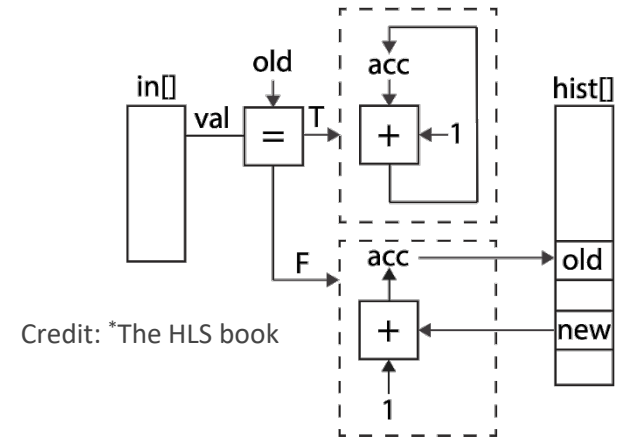 old
acc
in[]
hist[]
val
=
T
+
1
F
acc
old
Credit: *The HLS book
+
new
1